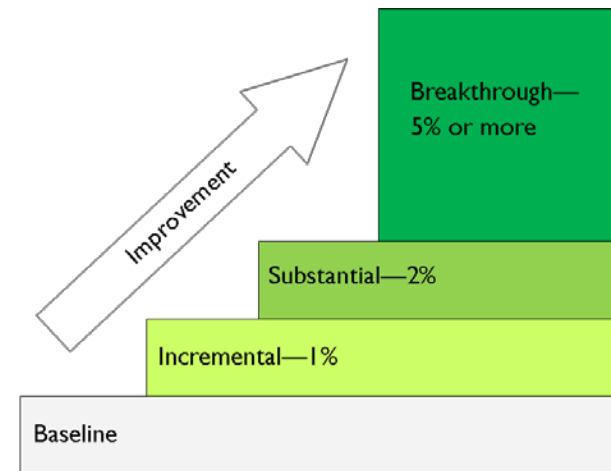 Breakthrough—
5% or more
Improvement
Substantial—2%
Incremental—1%
Baseline